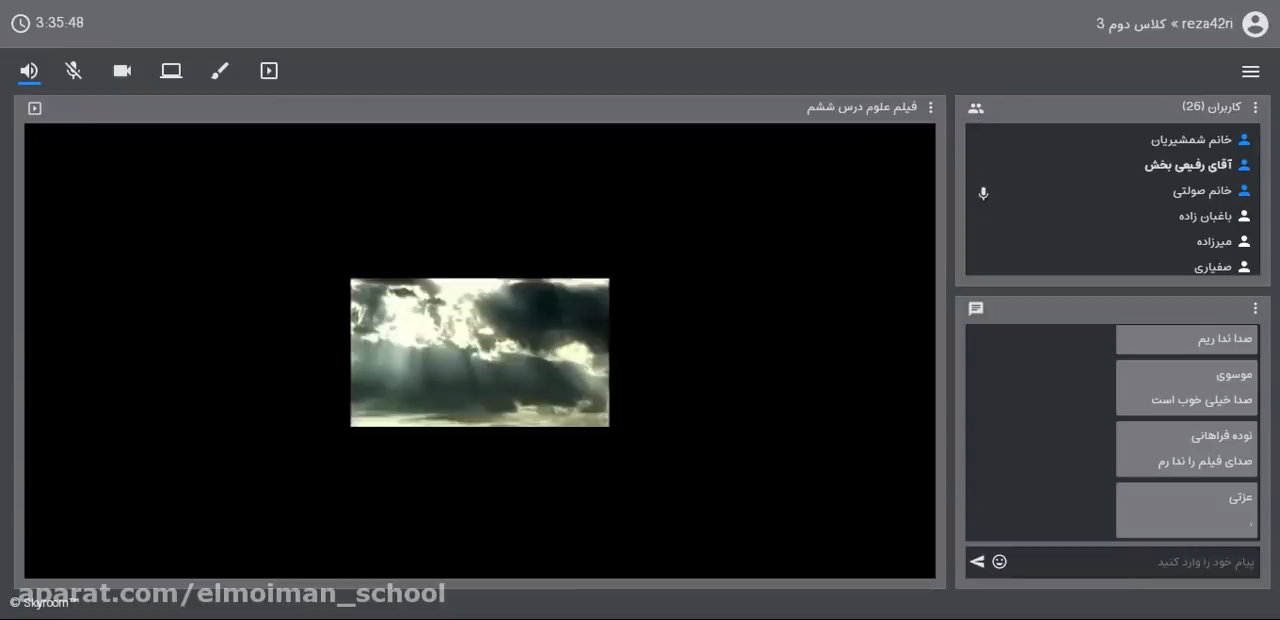 3:35:48
reza42ri » کلاس دوم 3
فیلم علوم درس ششم
کاربران (26)
خانم شمشیریان
آقای رفیعی بخش
خانم صولتی
باغبان زاده
میرزاده
صفیاری
صدا ندا ریم
موسوی
صدا خیلی خوب است
نوده فراهانی
صدای فیلم را ندا رم
عزتی
،
پیام خود را وارد کنید
aparat.com/elmoiman_school
© Skyroom™